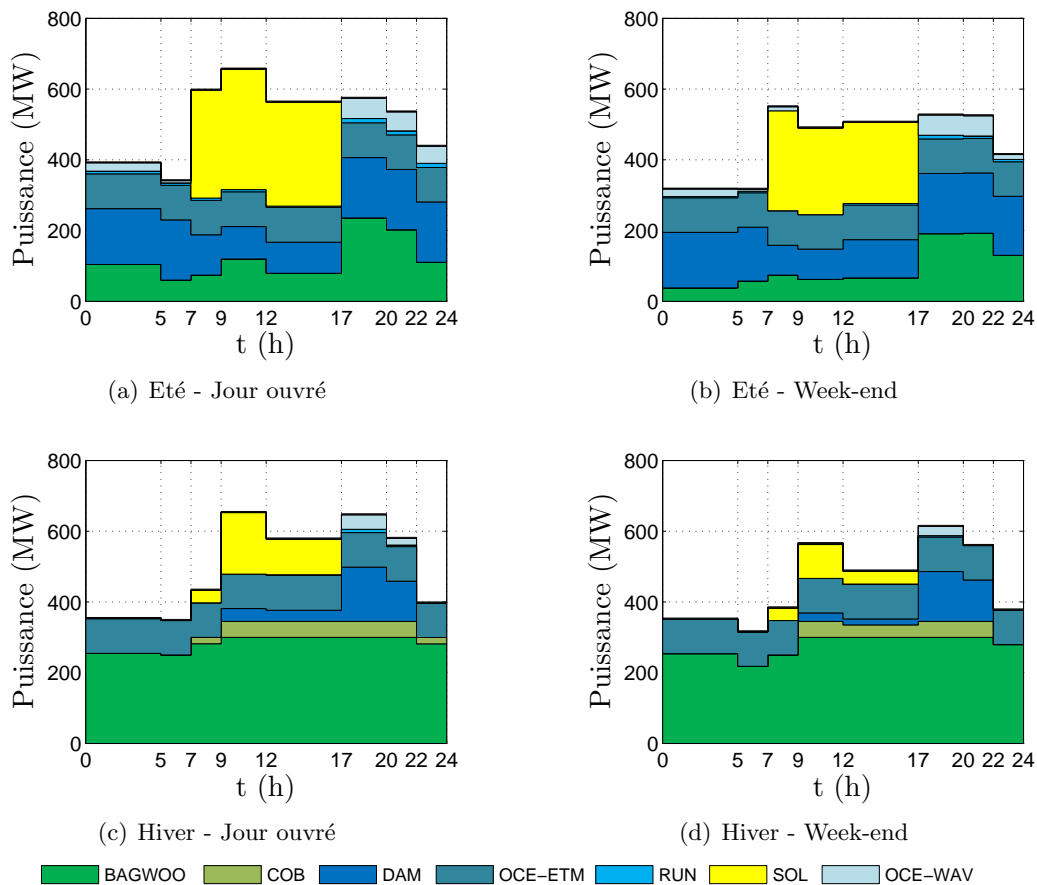 Puissance (MW)
800
600
400
200
0
0 5 7 9 12 17 20 22 24
t (h)
(a) Eté - Jour ouvré
Puissance (MW)
800
600
400
200
0
0 5 7 9 12 17 20 22 24
t (h)
(b) Eté - Week-end
Puissance (MW)
800
600
400
200
0
0 5 7 9 12 17 20 22 24
t (h)
(c) Hiver - Jour ouvré
Puissance (MW)
800
600
400
200
0
0 5 7 9 12 17 20 22 24
t (h)
(d) Hiver - Week-end
BAGWOO COB DAM OCE−ETM RUN SOL OCE−WAV